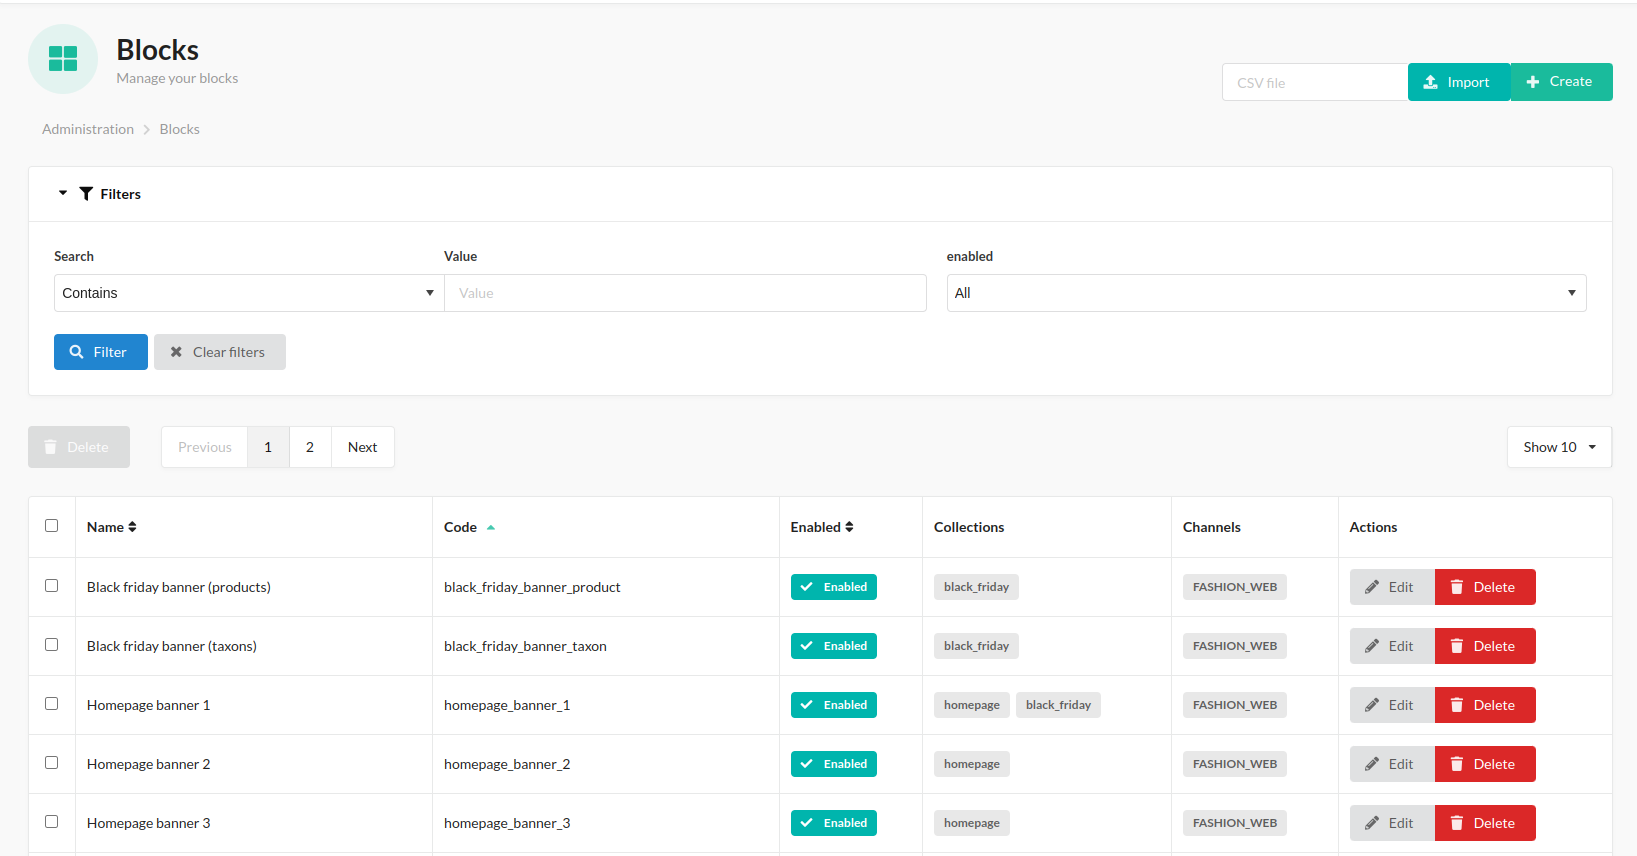 Blocks
Manage your blocks
CSV file Import Create
Administration Blocks
Filters
Search Value enabled
Contains Value All
Filter Clear filters
Delete Previous 1 2 Next Show 10
Name Code Enabled Collections Channels Actions
Black friday banner (products) black_friday_banner_product Enabled black_friday FASHION_WEB Edit Delete
Black friday banner (taxons) black_friday_banner_taxon Enabled black_friday FASHION_WEB Edit Delete
Homepage banner 1 homepage_banner_1 Enabled homepage black_friday FASHION_WEB Edit Delete
Homepage banner 2 homepage_banner_2 Enabled homepage FASHION_WEB Edit Delete
Homepage banner 3 homepage_banner_3 Enabled homepage FASHION_WEB Edit Delete